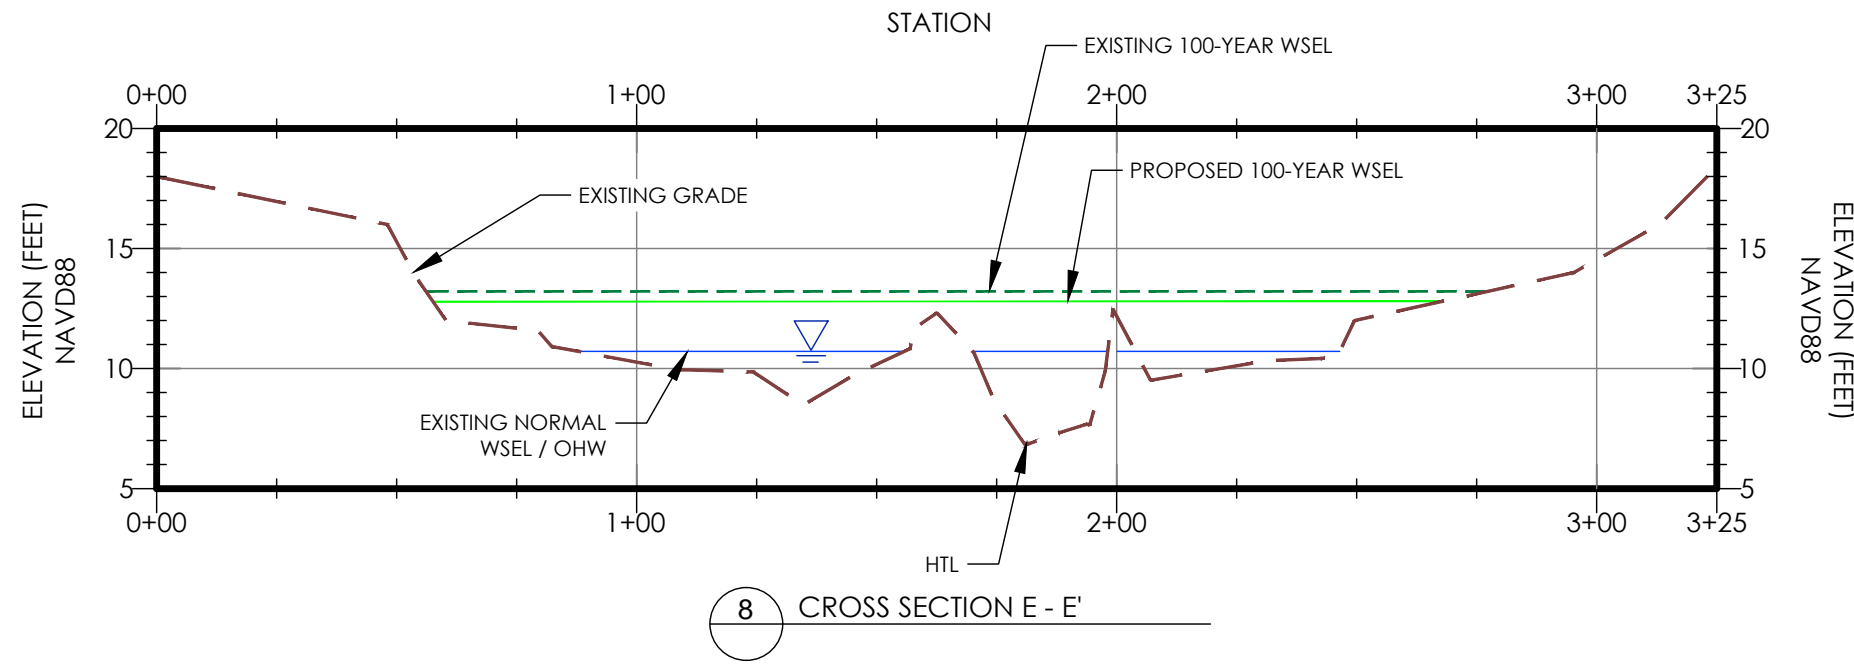 STATION
EXISTING 100-YEAR WSEL
0+00 1+00 2+00 3+00 3+25
20 20
PROPOSED 100-YEAR WSEL
EXISTING GRADE
ELEVATION (FEET)
NAVD88
ELEVATION (FEET)
NAVD88
15 15
10 10
EXISTING NORMAL
WSEL / OHW
5 5
0+00 1+00 2+00 3+00 3+25
HTL
8 CROSS SECTION E - E'